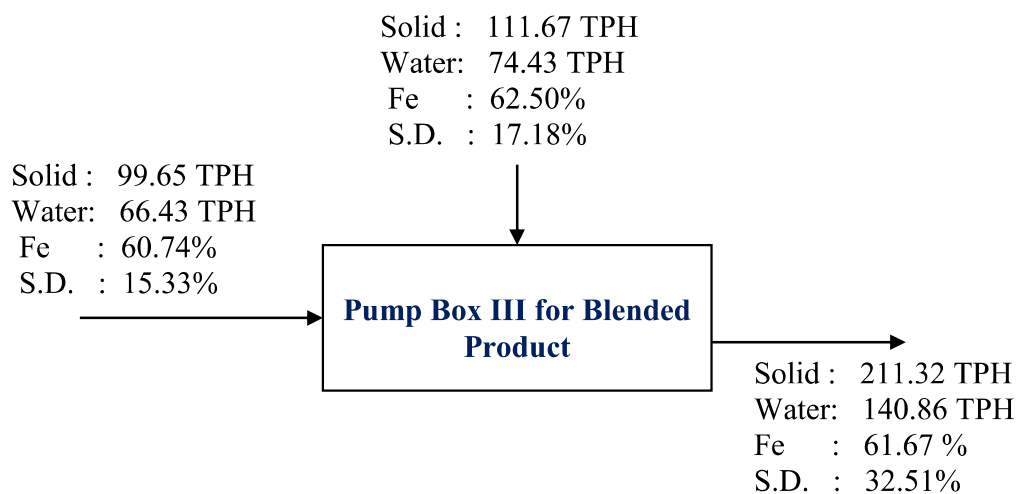 Solid : 111.67 TPH
Water: 74.43 TPH
Fe : 62.50%
S.D. : 17.18%
Solid : 99.65 TPH
Water: 66.43 TPH
Fe : 60.74%
S.D. : 15.33%
Pump Box III for Blended
Product
Solid : 211.32 TPH
Water: 140.86 TPH
Fe : 61.67 %
S.D. : 32.51%